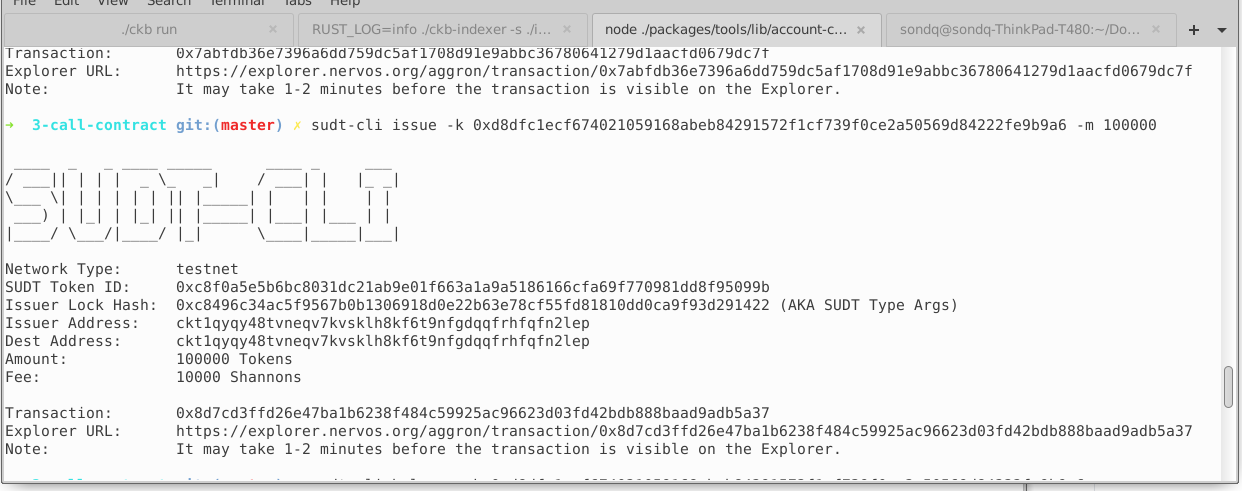 File Edit View Search Terminal Tabs Help
./ckb run
RUST_LOG=info ./ckb-indexer -s ./i...
node ./packages/tools/lib/account-c...
sondq@sondq-ThinkPad-T480:~/Do...
Transaction: 0x7abfdb36e7396a6dd759dc5af1708d91e9abbc36780641279d1aacfd0679dc7f
Explorer URL: https://explorer.nervos.org/aggron/transaction/0x7abfdb36e7396a6dd759dc5af1708d91e9abbc36780641279d1aacfd0679dc7f
Note: It may take 1-2 minutes before the transaction is visible on the Explorer.
→ 3-call-contract git:(master) ✗ sudt-cli issue -k 0xd8dfc1ecf674021059168abeb84291572f1cf739f0ce2a50569d84222fe9b9a6 -m 100000
SUDT-CLI
Network Type: testnet
SUDT Token ID: 0xc8f0a5e5b6bc8031dc21ab9e01f663a1a9a5186166cfa69f770981dd8f95099b
Issuer Lock Hash: 0xc8496c34ac5f9567b0b1306918d0e22b63e78cf55fd81810dd0ca9f93d291422 (AKA SUDT Type Args)
Issuer Address: ckt1qyqy48tvneqv7kvsklh8kf6t9nfgdqqfrhfqfn2lep
Dest Address: ckt1qyqy48tvneqv7kvsklh8kf6t9nfgdqqfrhfqfn2lep
Amount: 100000 Tokens
Fee: 10000 Shannons
Transaction: 0x8d7cd3ffd26e47ba1b6238f484c59925ac96623d03fd42bdb888baad9adb5a37
Explorer URL: https://explorer.nervos.org/aggron/transaction/0x8d7cd3ffd26e47ba1b6238f484c59925ac96623d03fd42bdb888baad9adb5a37
Note: It may take 1-2 minutes before the transaction is visible on the Explorer.